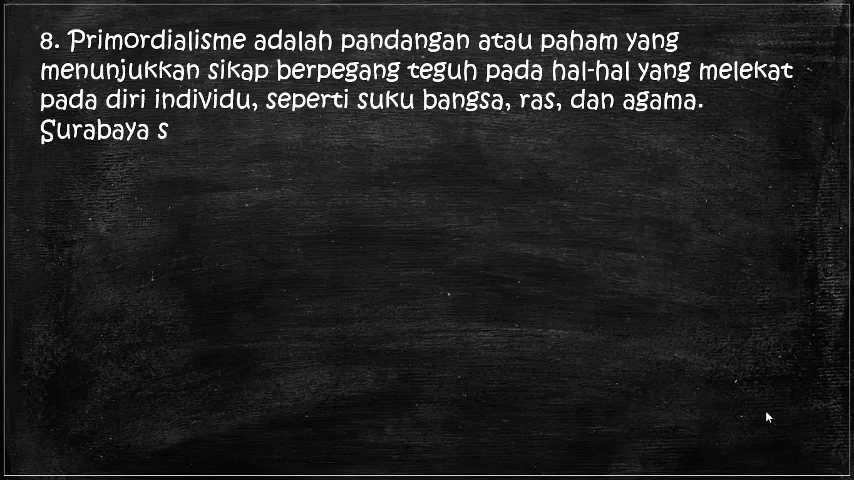 8. Primordialisme adalah pandangan atau paham yang
menunjukkan sikap berpegang teguh pada hal-hal yang melekat
pada diri individu, seperti suku bangsa, ras, dan agama.
Surabaya s